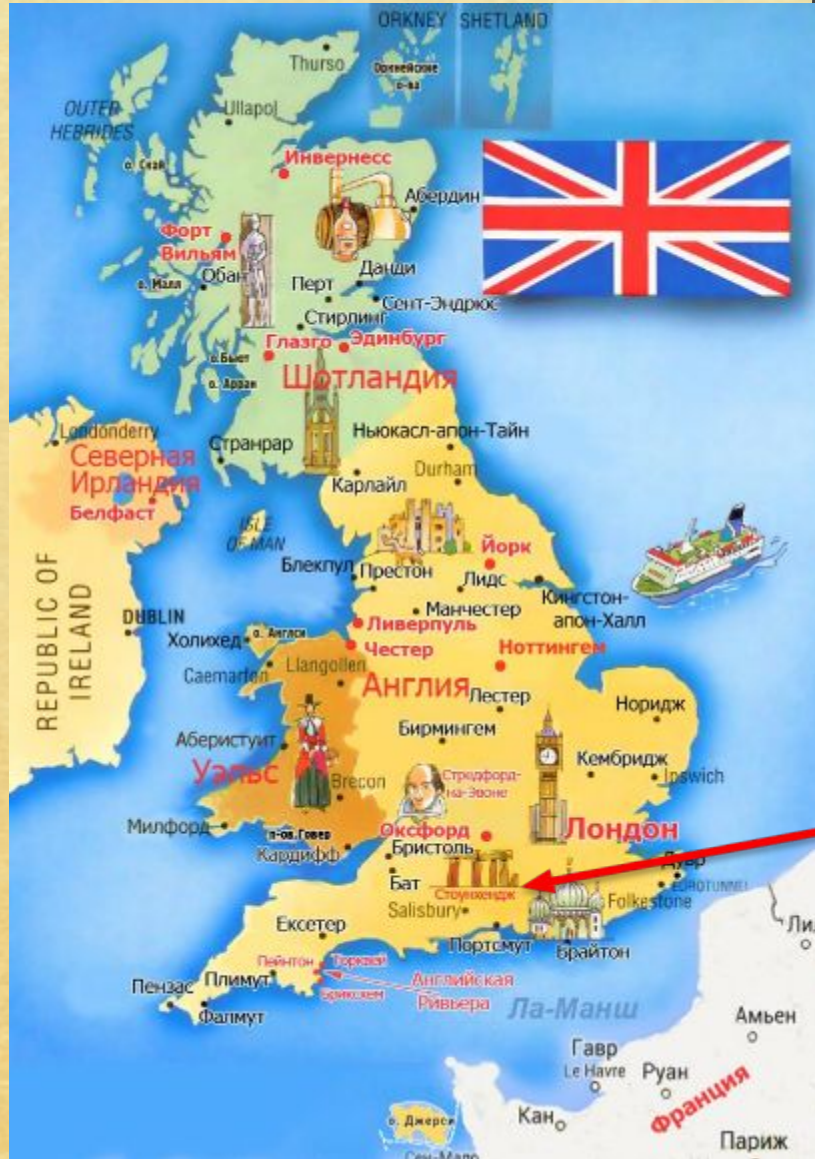 ORKNEY
SHETLAND
Thurso
Оркнейские
о-ва
OUTER
HEBRIDES
Ullapol
о. Скай
Инвернесс
Абердин
Форт
Вильям
о. Малл
Обан
Данди
Перт
Сент-Эндрюс
Стирлинг
Глазго
Эдинбург
о.Бьют
о. Арран
Шотландия
Londonderry
Северная
Ирландия
Белфаст
Странрар
Ньюкасл-апон-Тайн
Durham
Карлайл
ISLE
OF MAN
Йорк
Блекпул
Престон
Лидс
Кингстон-
апон-Халл
Манчестер
REPUBLIC OF
IRELAND
DUBLIN
Ливерпуль
Холихед
о. Англси
Честер
Ноттингем
Caernarfon
Llangollen
Англия
Лестер
Норидж
Аберистуит
Бирмингем
Кембридж
Ipswich
Уэльс
Brecon
Стредфорд-
на-Эвоне
Милфорд
п-ов. Говер
Оксфорд
Лондон
Кардифф
Бристоль
Дувр
EUROTUNNEL
Бат
Стоунхендж
Folkestone
Salisbury
Ексетер
Портсмут
Брайтон
Пейнтон
Торквей
Английская
Ривьера
Пензас
Плимут
Бриксхем
Фалмут
Ла-Манш
Амьен
Гавр
Le Havre
Руан
Франция
Кан
о. Джерси
Париж